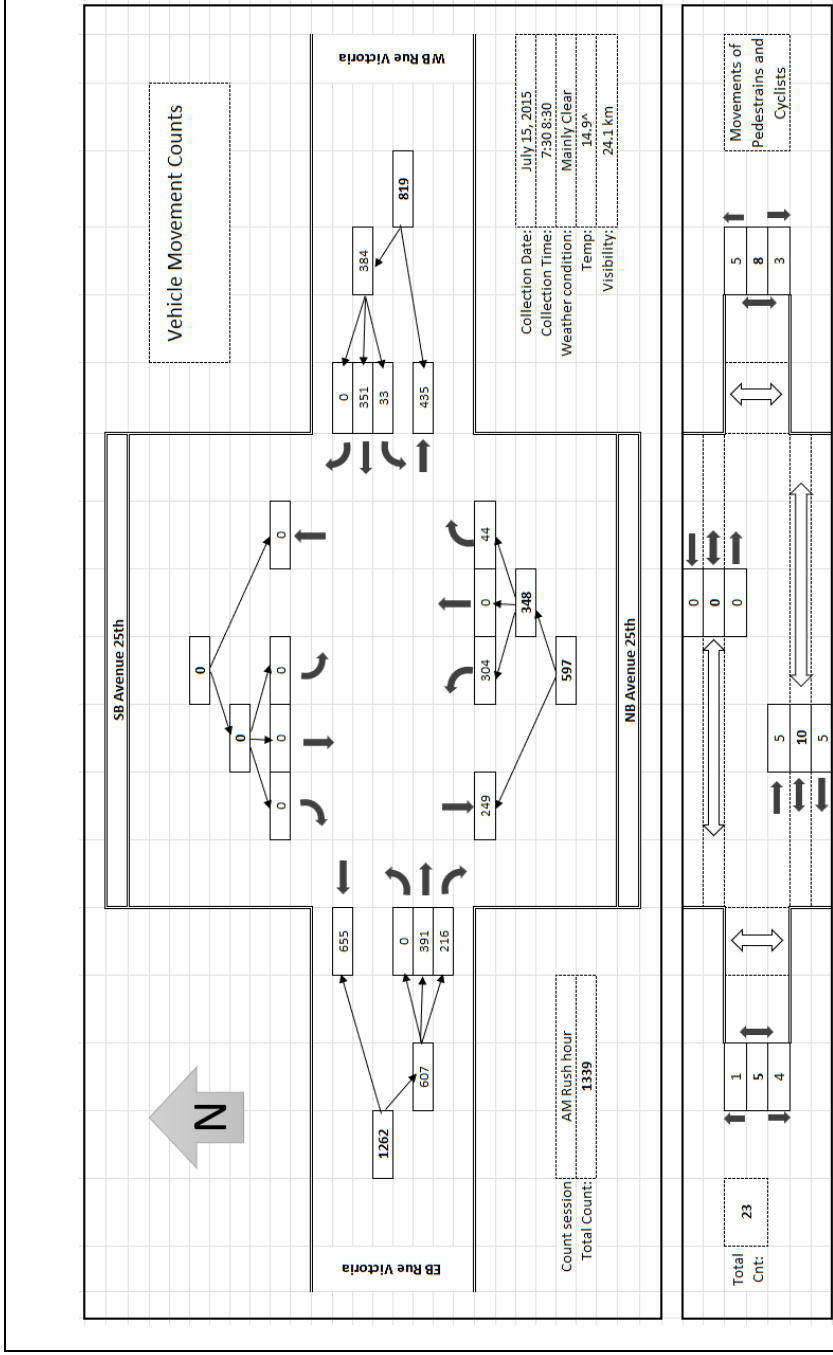 Vehicle Movement Counts
N
SB Avenue 25th
0
0
0
0
0
0
WB Rue Victoria
EB Rue Victoria
1262
655
607
0
391
216
0
351
33
384
819
435
249
304
0
44
348
597
NB Avenue 25th
Count session
AM Rush hour
Total Count:
1339
Collection Date:
July 15, 2015
Collection Time:
7:30 8:30
Weather condition:
Mainly Clear
Temp:
14.9^
Visibility:
24.1 km
Movements of
Pedestrains and
Cyclists
0
0
0
5
8
3
1
5
4
5
10
5
Total
Cnt:
23